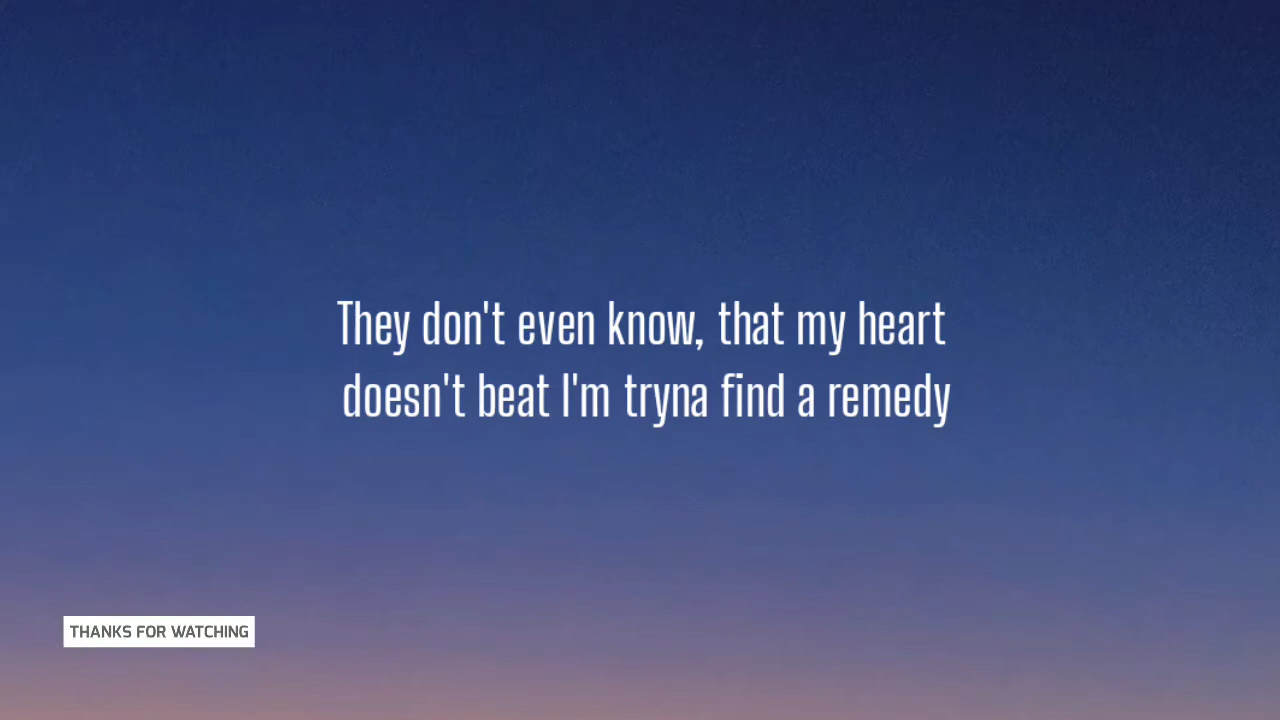 They don't even know, that my heart
doesn't beat I'm tryna find a remedy
THANKS FOR WATCHING